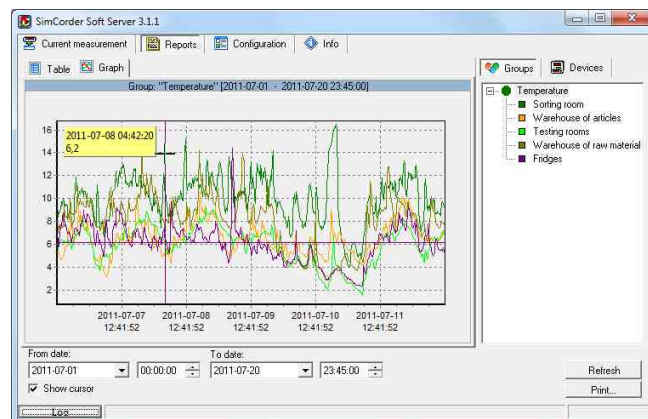 SimCorder Soft Server 3.1.1
Current measurement Reports Configuration Info
Table Graph
Groups Devices
Group: "Temperature" [2011-07-01 - 2011-07-20 23:45:00]
2011-07-08 04:42:20
6,2
16
14
12
10
8
6
4
2
2011-07-07 2011-07-08 2011-07-09 2011-07-10 2011-07-11
12:41:52 12:41:52 12:41:52 12:41:52 12:41:52
Temperature
Sorting room
Warehouse of articles
Testing rooms
Warehouse of raw material
Fridges
From date: To date:
2011-07-01 00:00:00 2011-07-20 23:45:00
Show cursor
Refresh
Print...
Log